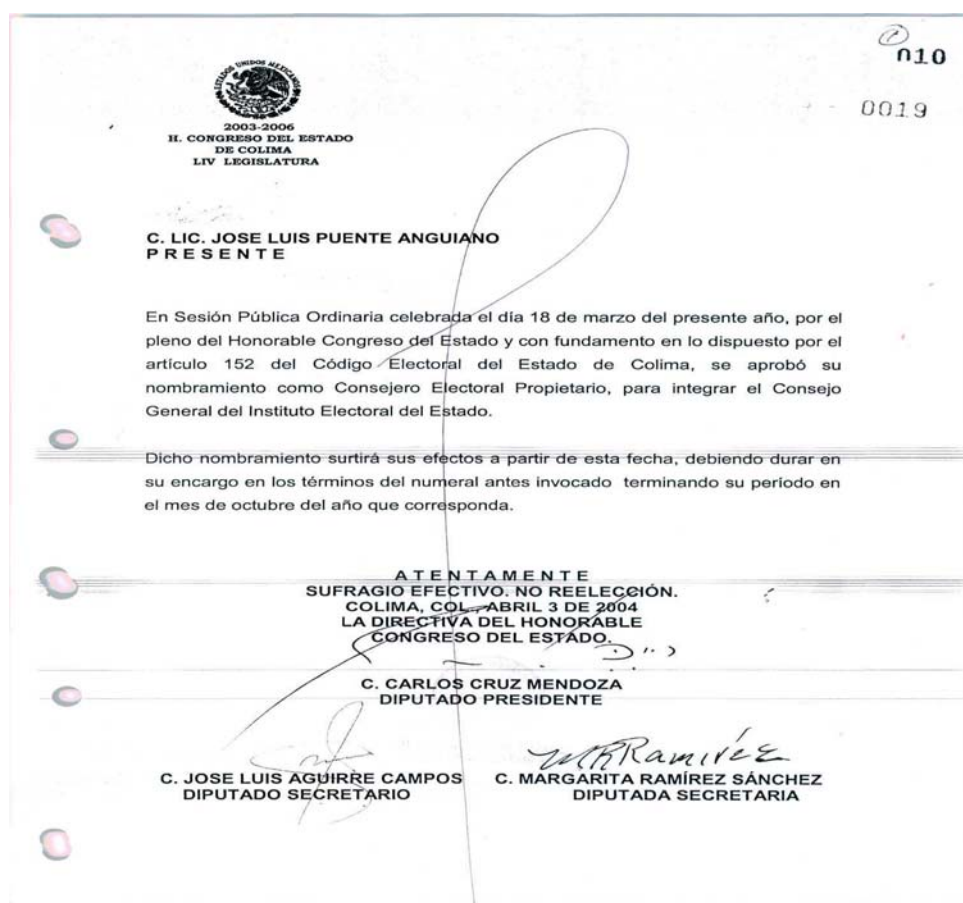 010
0019
ESTADOS UNIDOS MEXICANOS
2003-2006
H. CONGRESO DEL ESTADO
DE COLIMA
LIV LEGISLATURA
C. LIC. JOSE LUIS PUENTE ANGUIANO
P R E S E N T E
En Sesión Pública Ordinaria celebrada el día 18 de marzo del presente año, por el
pleno del Honorable Congreso del Estado y con fundamento en lo dispuesto por el
artículo 152 del Código Electoral del Estado de Colima, se aprobó su
nombramiento como Consejero Electoral Propietario, para integrar el Consejo
General del Instituto Electoral del Estado.
Dicho nombramiento surtirá sus efectos a partir de esta fecha, debiendo durar en
su encargo en los términos del numeral antes invocado terminando su período en
el mes de octubre del año que corresponda.
A T E N T A M E N T E
SUFRAGIO EFECTIVO. NO REELECCIÓN.
COLIMA, COL., ABRIL 3 DE 2004
LA DIRECTIVA DEL HONORABLE
CONGRESO DEL ESTADO.
C. CARLOS CRUZ MENDOZA
DIPUTADO PRESIDENTE
MRRamírez
C. JOSE LUIS AGUIRRE CAMPOS C. MARGARITA RAMÍREZ SÁNCHEZ
DIPUTADO SECRETARIO DIPUTADA SECRETARIA